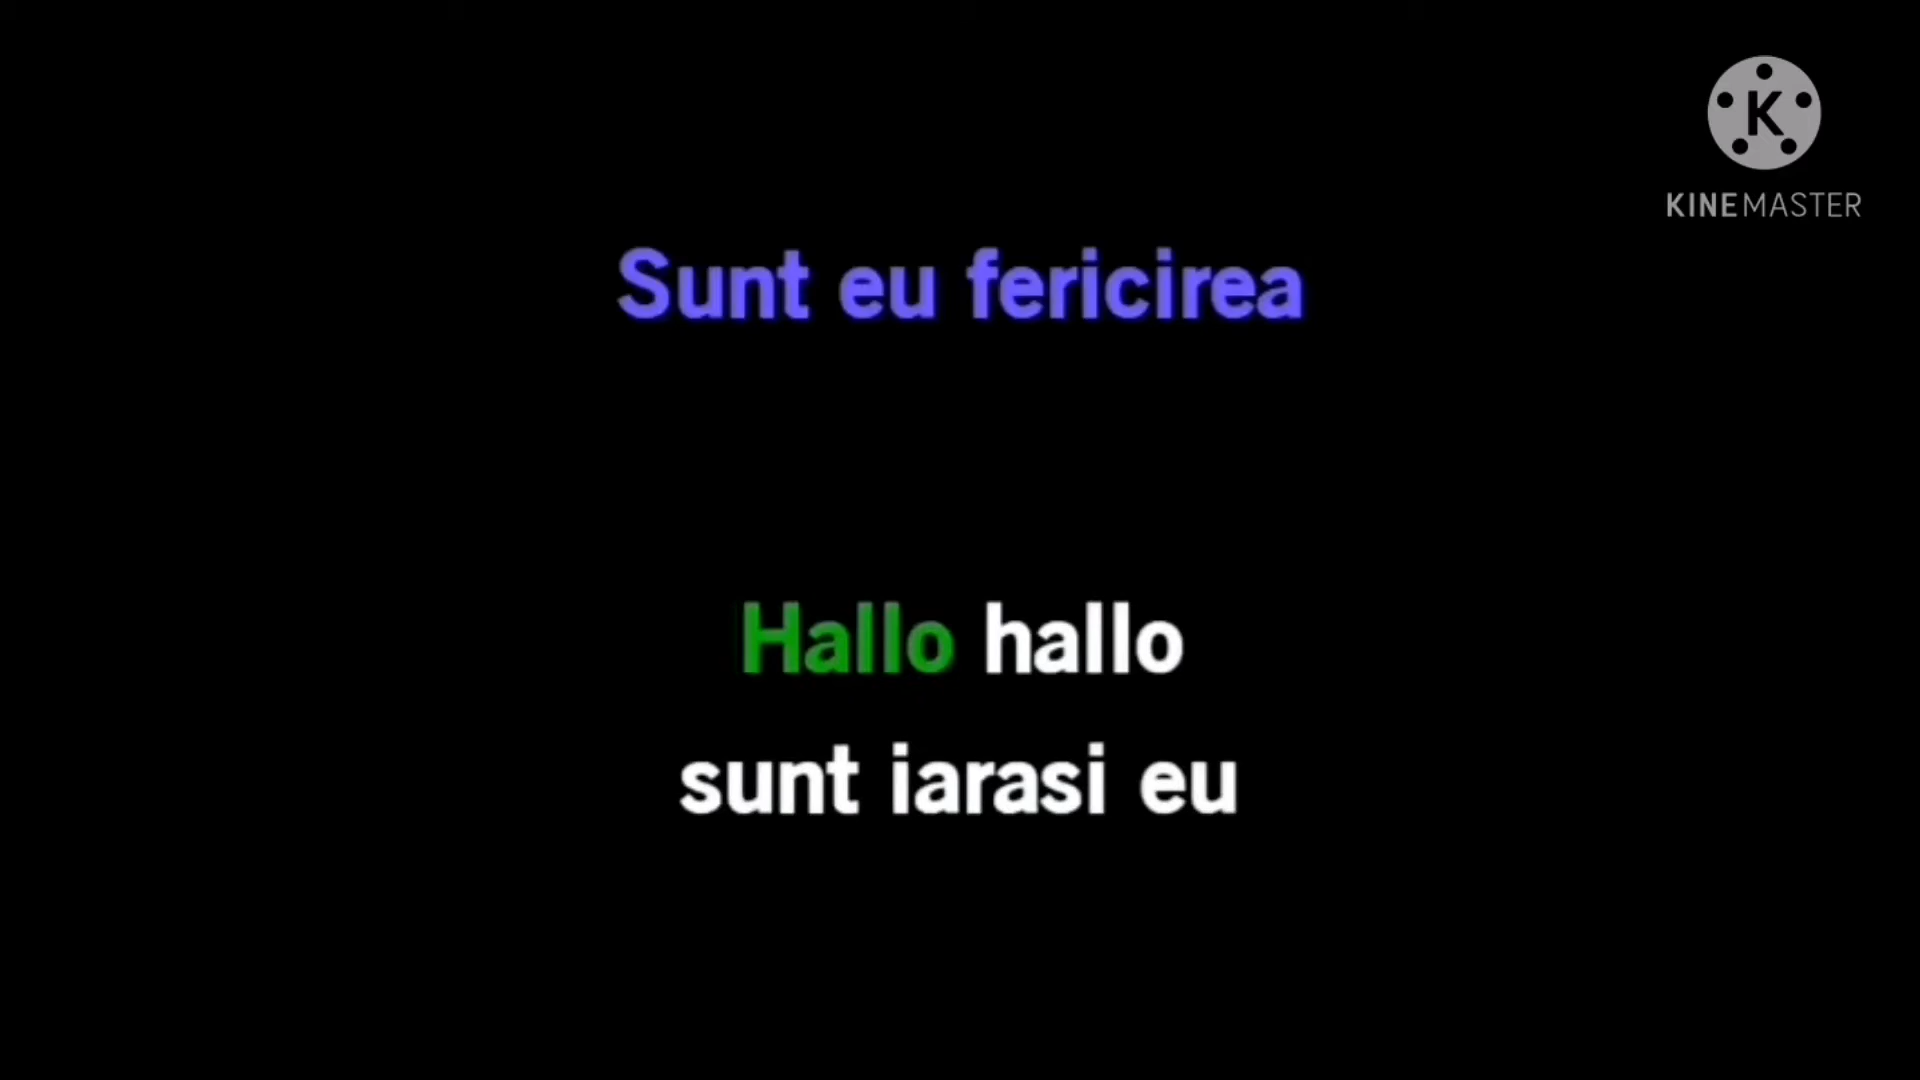 K
KINEMASTER
Sunt eu fericirea
Hallo hallo
sunt iarasi eu